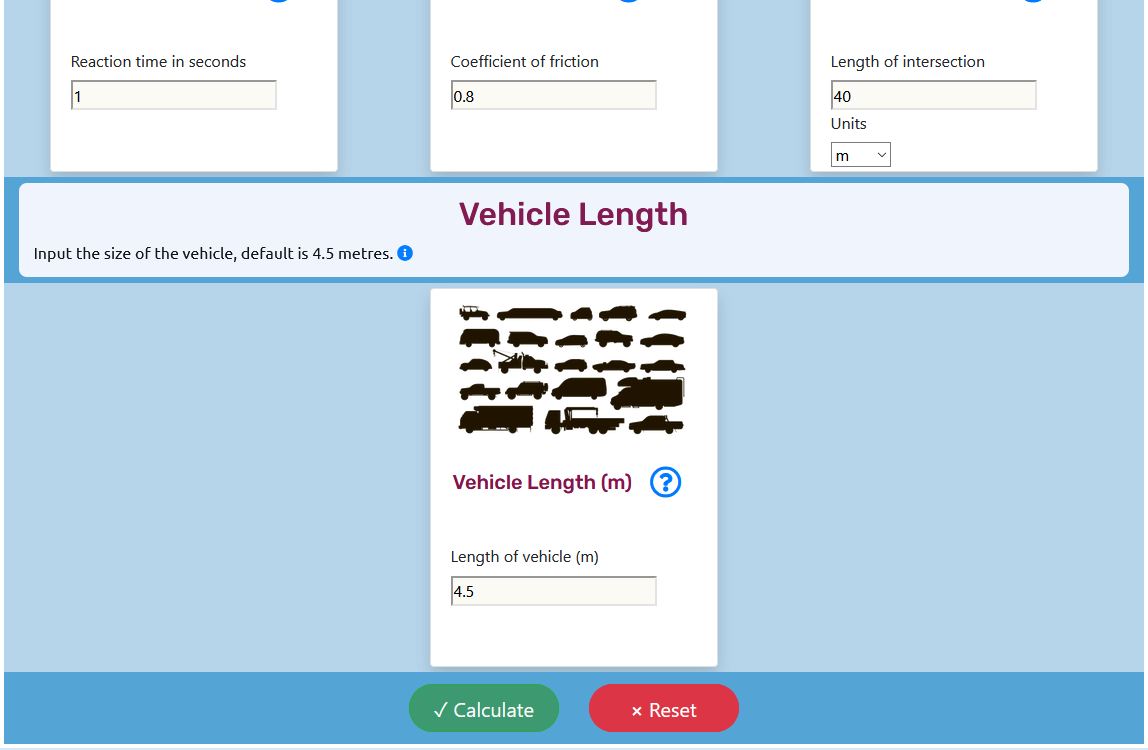 Reaction time in seconds
1
Coefficient of friction
0.8
Length of intersection
40
Units
m
Vehicle Length
Input the size of the vehicle, default is 4.5 metres.
Vehicle Length (m)
Length of vehicle (m)
4.5
✓ Calculate
× Reset